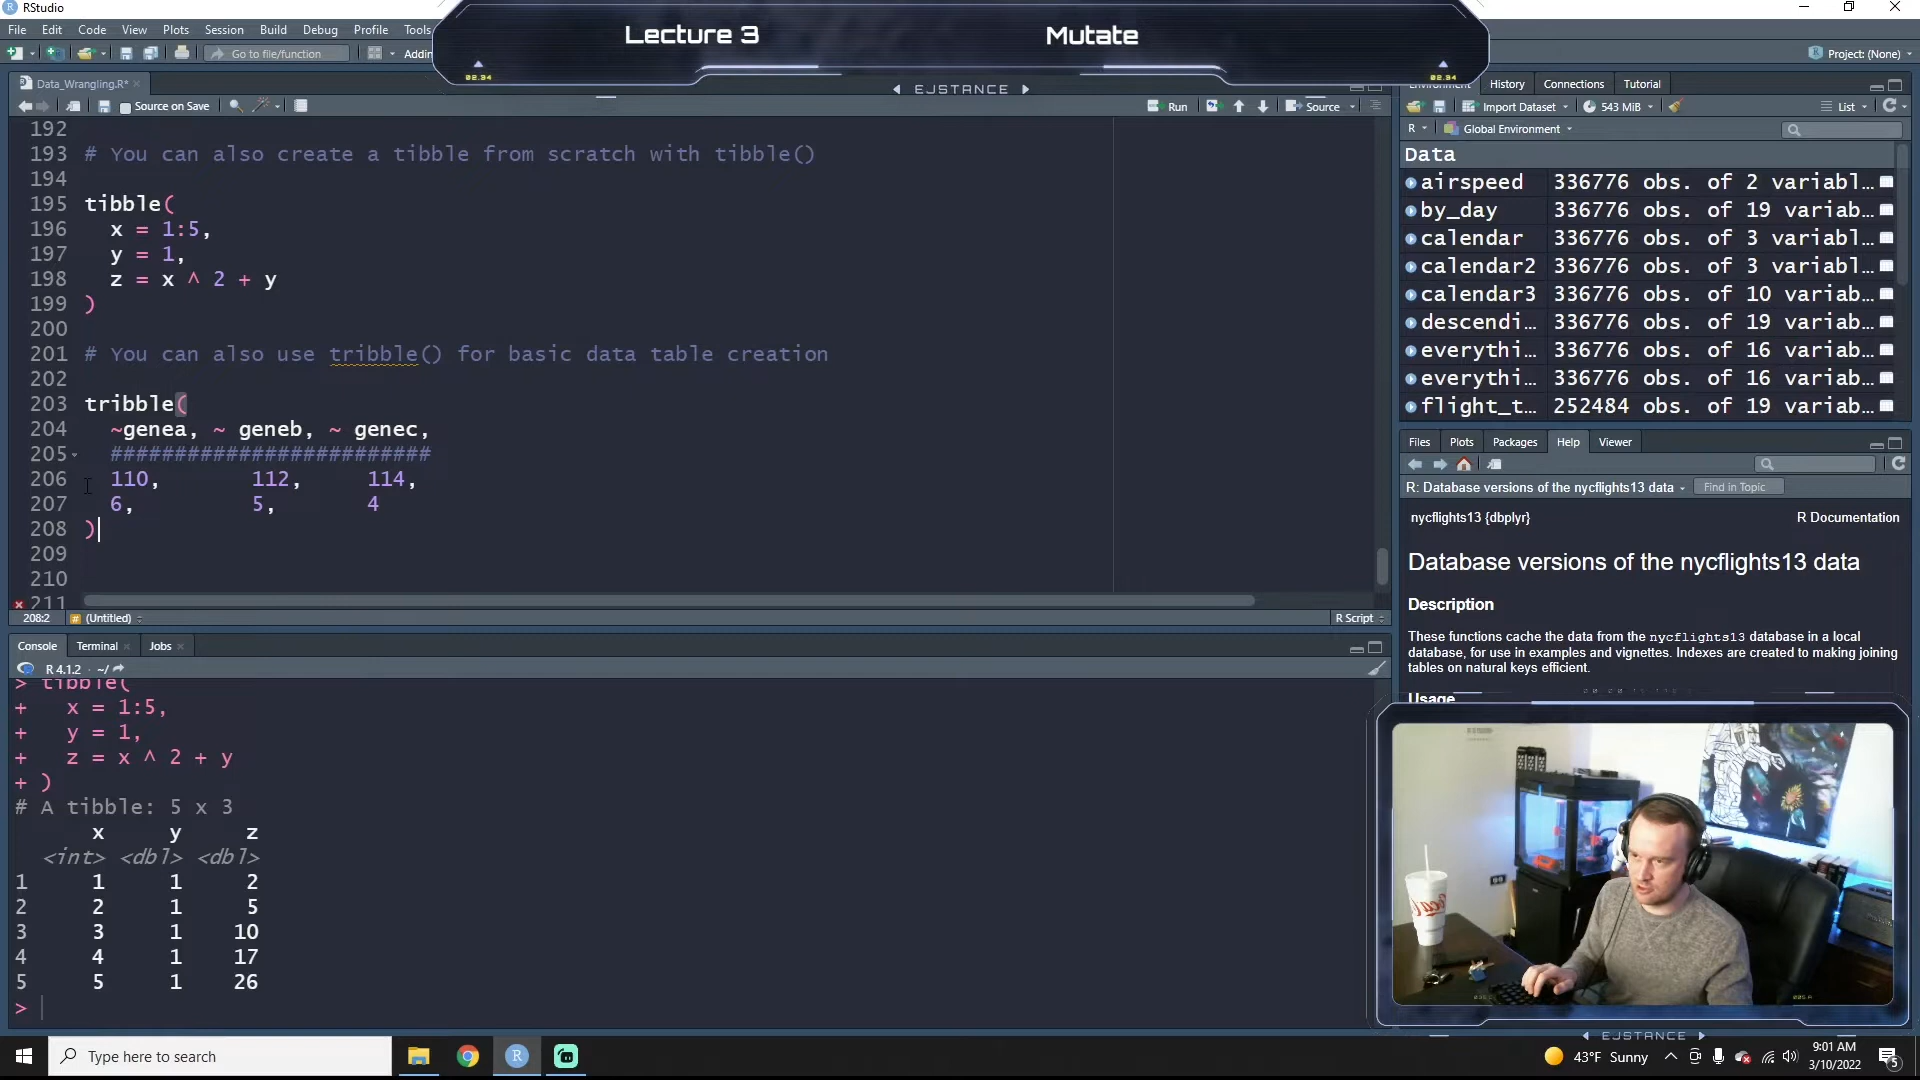 RStudio
File Edit Code View Plots Session Build Debug Profile Tools
Lecture 3
Mutate
02.94
02.94
EJSTANCE
Go to file/function
Addin
Project: (None)
Data_Wrangling.R*
Source on Save
Run
Source
192
193 # You can also create a tibble from scratch with tibble()
194
195 tibble(
196 x = 1:5,
197 y = 1,
198 z = x ^ 2 + y
199 )
200
201 # You can also use tribble() for basic data table creation
202
203 tribble(
204 ~genea, ~ geneb, ~ genec,
205 #########################
206 110, 112, 114,
207 6, 5, 4
208 )
209
210
211
208:2 (Untitled)
R Script
Console Terminal Jobs
R 4.1.2 · ~/
> tibble(
+ x = 1:5,
+ y = 1,
+ z = x ^ 2 + y
+ )
# A tibble: 5 x 3
x y z
<int> <dbl> <dbl>
1 1 1 2
2 2 1 5
3 3 1 10
4 4 1 17
5 5 1 26
>
Environment History Connections Tutorial
Import Dataset 543 MiB List
R Global Environment
Data
airspeed 336776 obs. of 2 variabl…
by_day 336776 obs. of 19 variab…
calendar 336776 obs. of 3 variabl…
calendar2 336776 obs. of 3 variabl…
calendar3 336776 obs. of 10 variab…
descendi… 336776 obs. of 19 variab…
everythi… 336776 obs. of 16 variab…
everythi… 336776 obs. of 16 variab…
flight_t… 252484 obs. of 19 variab…
Files Plots Packages Help Viewer
R: Database versions of the nycflights13 data
Find in Topic
nycflights13 {dbplyr}
R Documentation
Database versions of the nycflights13 data
Description
These functions cache the data from the nycflights13 database in a local
database, for use in examples and vignettes. Indexes are created to making joining
tables on natural keys efficient.
Usage
EJSTANCE
Type here to search
43°F Sunny
9:01 AM
3/10/2022
5